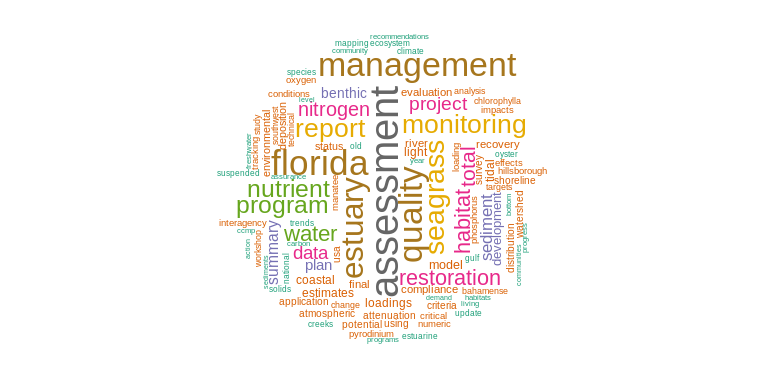 recommendations
mapping
ecosystem
community
climate
management
species
oxygen
benthic
assessment
evaluation
analysis
conditions
level
nitrogen
project
chlorophylla
impacts
study
southwest
deposition
technical
report
monitoring
environmental
tracking
freshwater
status
old
river
light
year
loading
total
survey
tidal
recovery
oyster
effects
hillsborough
shoreline
targets
florida
suspended
assurance
nutrient
program
manatee
estuary
quality
seagrass
habitat
phosphorus
sediment
development
bottom
watershed
progress
interagency
ccmp
trends
water
carbon
action
workshop
sediments
summary
national
data
usa
plan
gulf
distribution
communities
model
restoration
solids
coastal
final
estimates
compliance
bahamense
application
change
loadings
demand
habitats
criteria
living
atmospheric
attenuation
critical
update
creeks
potential
using
numeric
pyrodinium
programs
estuarine